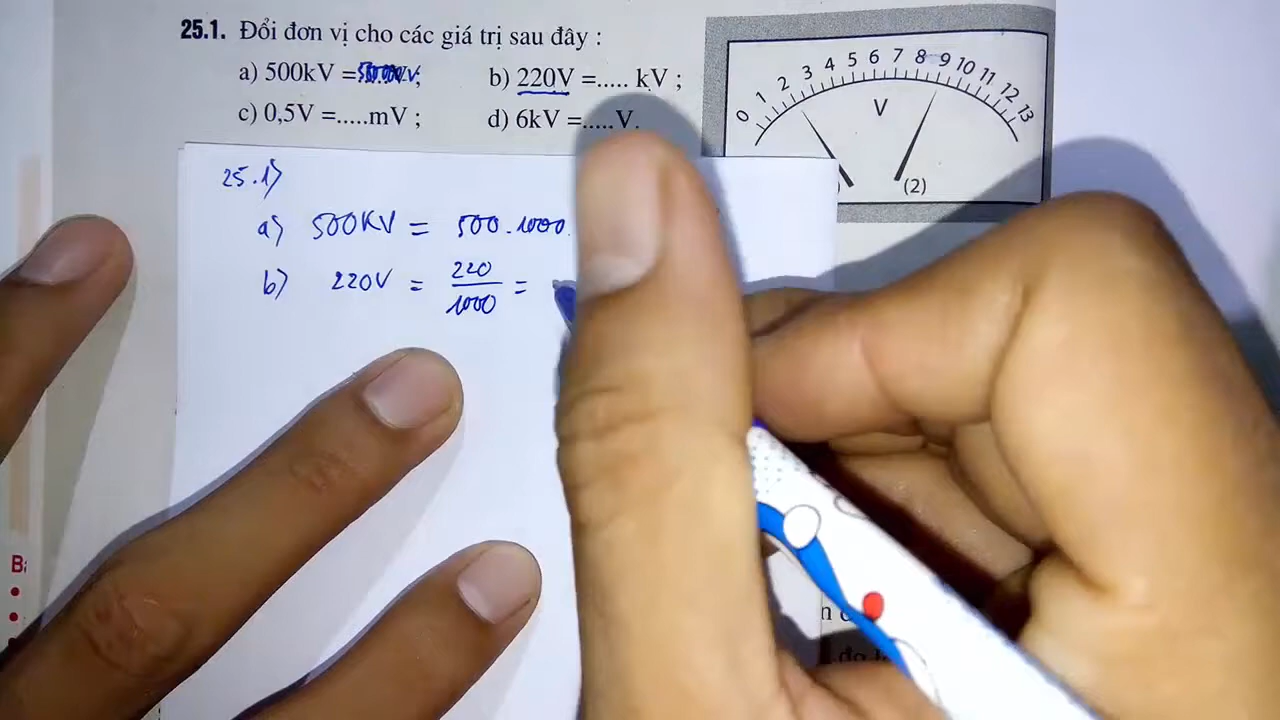 25.1. Đổi đơn vị cho các giá trị sau đây :
a) 500kV =
b) 220V =..... kV ;
c) 0,5V =.....mV ;
d) 6kV =.....V.
0 1 2 3 4 5 6 7 8 9 10 11 12 13
V
(2)
25.1)
a) 500KV = 500.1000
b) 220V = 220/1000 =